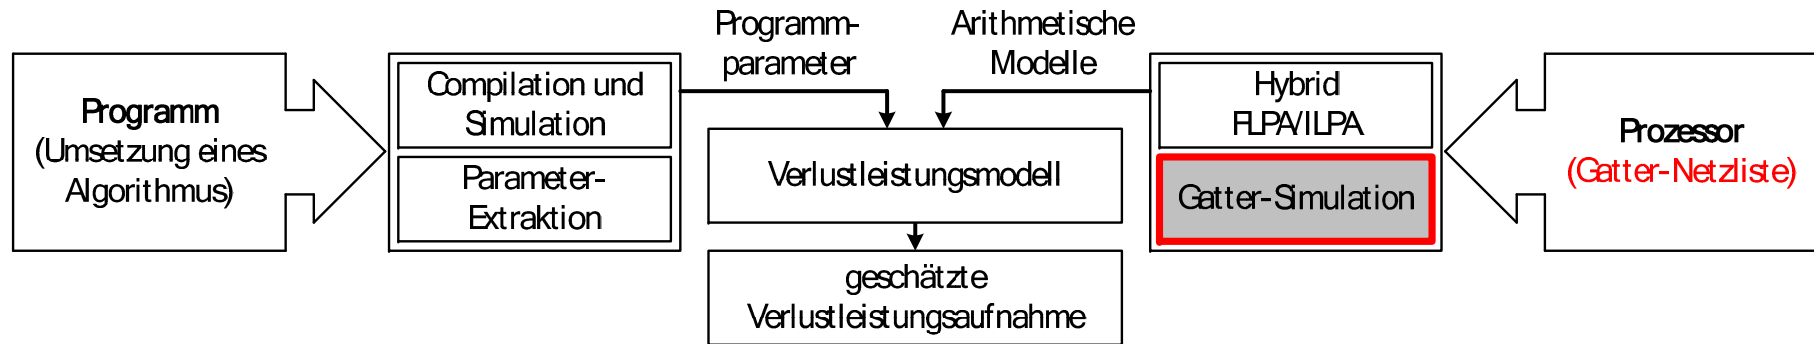 Programm
(Umsetzung eines
Algorithmus)
Compilation und
Simulation
Parameter-
Extraktion
Programm-
parameter
Arithmetische
Modelle
Verlustleistungsmodell
geschätzte
Verlustleistungsaufnahme
Hybrid
FLPA/ILPA
Gatter-Simulation
Prozessor
(Gatter-Netzliste)